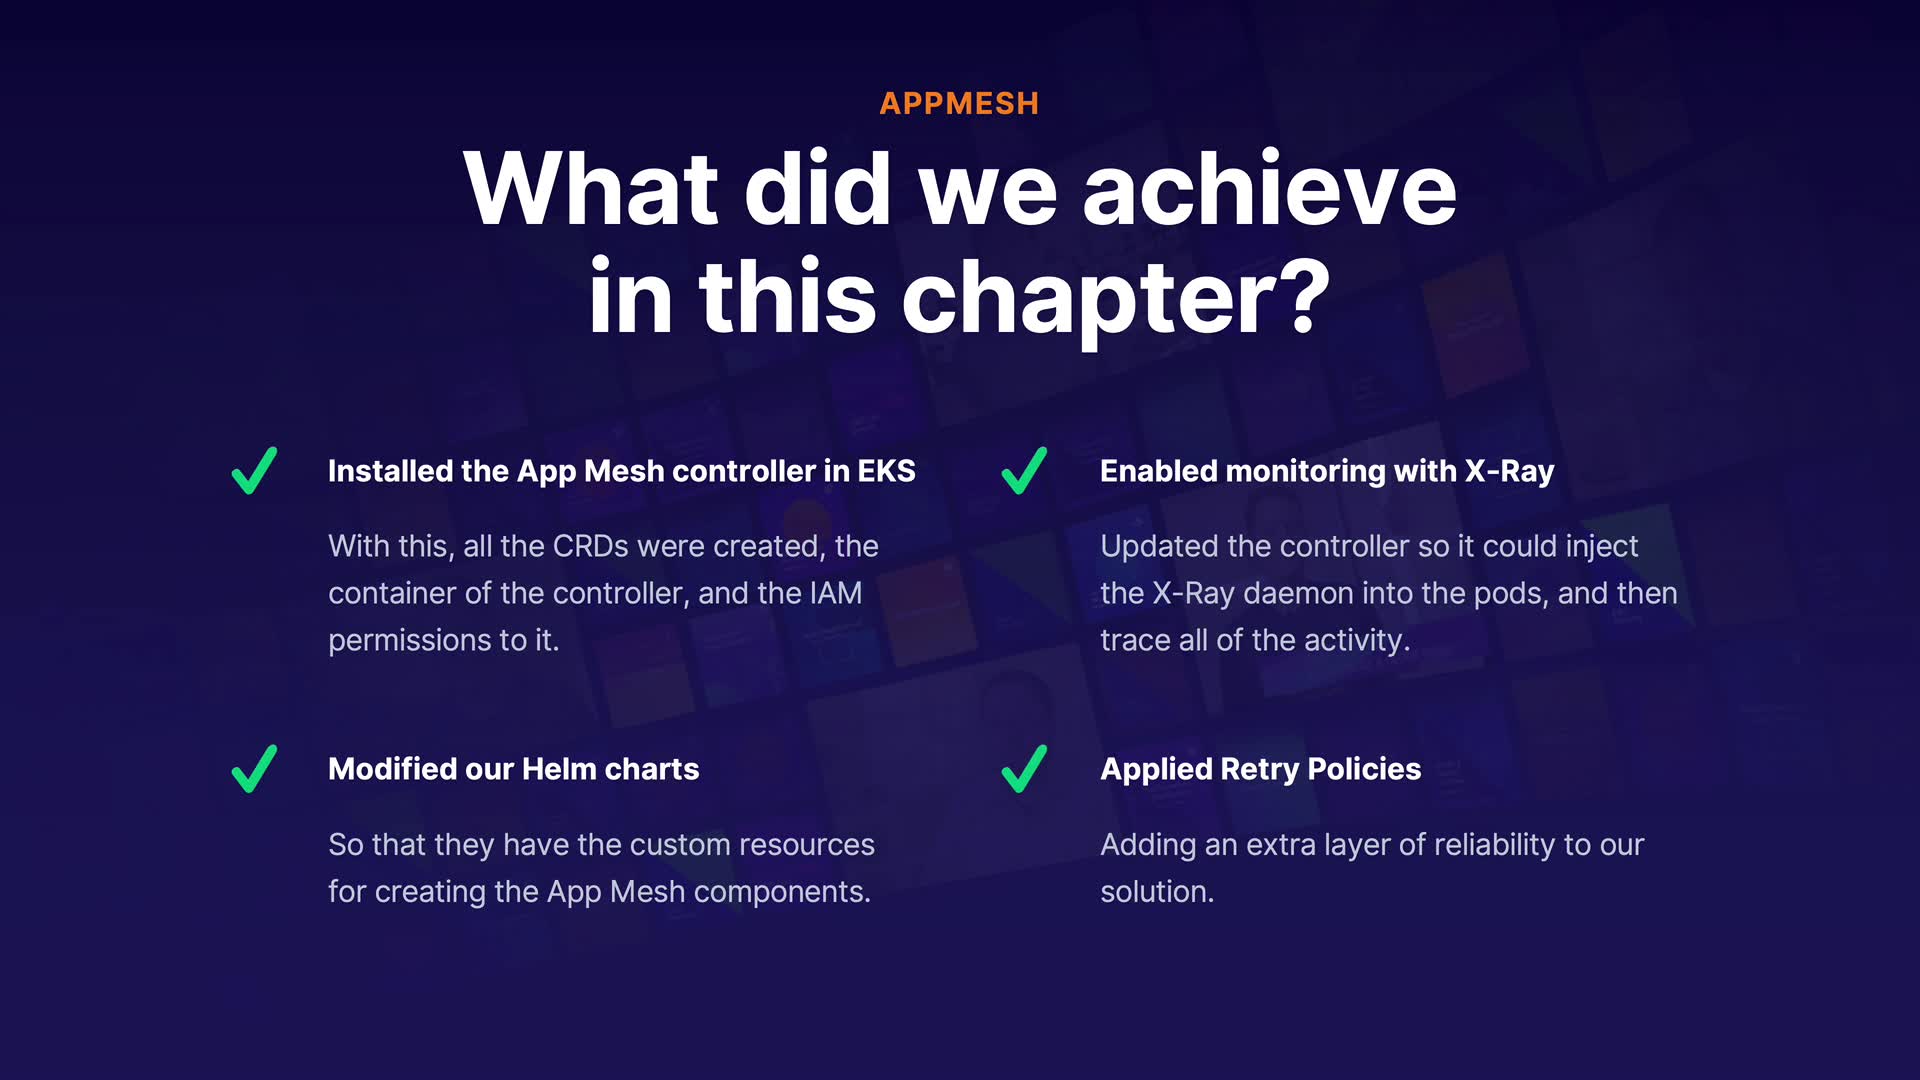 APPMESH
What did we achieve
in this chapter?
Installed the App Mesh controller in EKS
With this, all the CRDs were created, the
container of the controller, and the IAM
permissions to it.
Enabled monitoring with X-Ray
Updated the controller so it could inject
the X-Ray daemon into the pods, and then
trace all of the activity.
Modified our Helm charts
So that they have the custom resources
for creating the App Mesh components.
Applied Retry Policies
Adding an extra layer of reliability to our
solution.